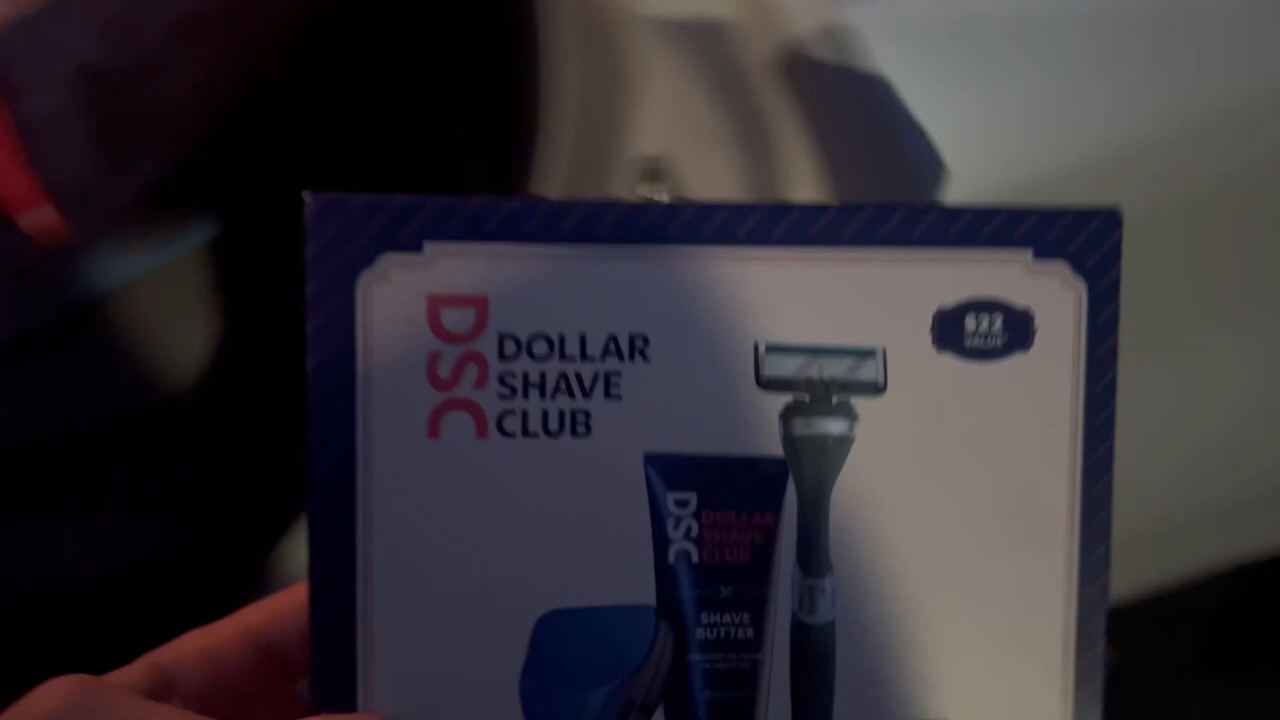 DSC
DOLLAR
SHAVE
CLUB
$22
VALUE
DSC
DOLLAR
SHAVE
CLUB
SHAVE
BUTTER